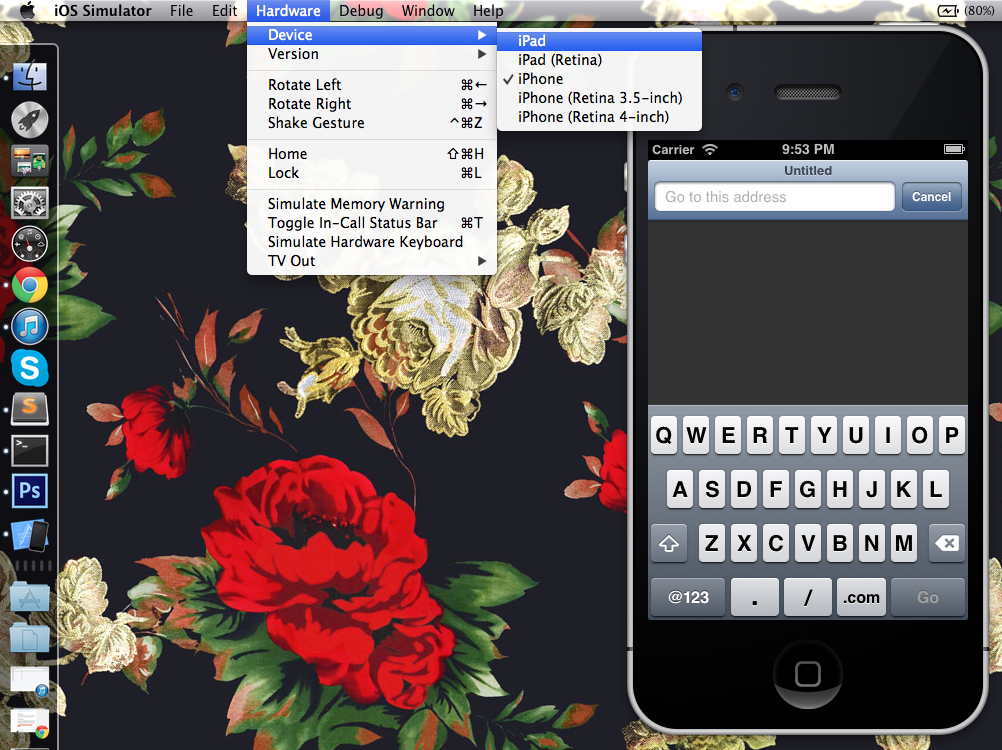 iOS Simulator File Edit Hardware Debug Window Help (80%)
Device
Version
Rotate Left ⌘←
Rotate Right ⌘→
Shake Gesture ^⌘Z
Home ⇧⌘H
Lock ⌘L
Simulate Memory Warning
Toggle In-Call Status Bar ⌘T
Simulate Hardware Keyboard
TV Out
iPad
iPad (Retina)
✓ iPhone
iPhone (Retina 3.5-inch)
iPhone (Retina 4-inch)
Carrier 9:53 PM
Untitled
Go to this address Cancel
Q W E R T Y U I O P
A S D F G H J K L
Z X C V B N M
@123 . / .com Go
S
S
>_
Ps